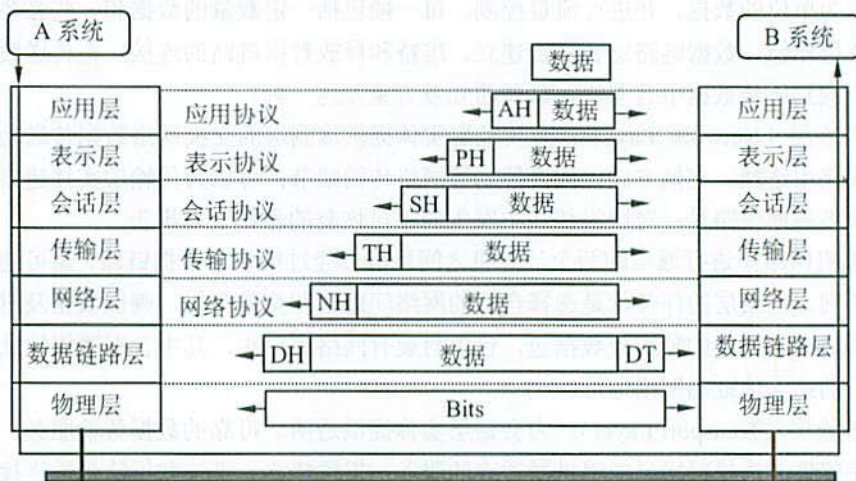 A 系统 B 系统
数据
应用层 应用协议 AH 数据 应用层
表示层 表示协议 PH 数据 表示层
会话层 会话协议 SH 数据 会话层
传输层 传输协议 TH 数据 传输层
网络层 网络协议 NH 数据 网络层
数据链路层 DH 数据 DT 数据链路层
物理层 Bits 物理层